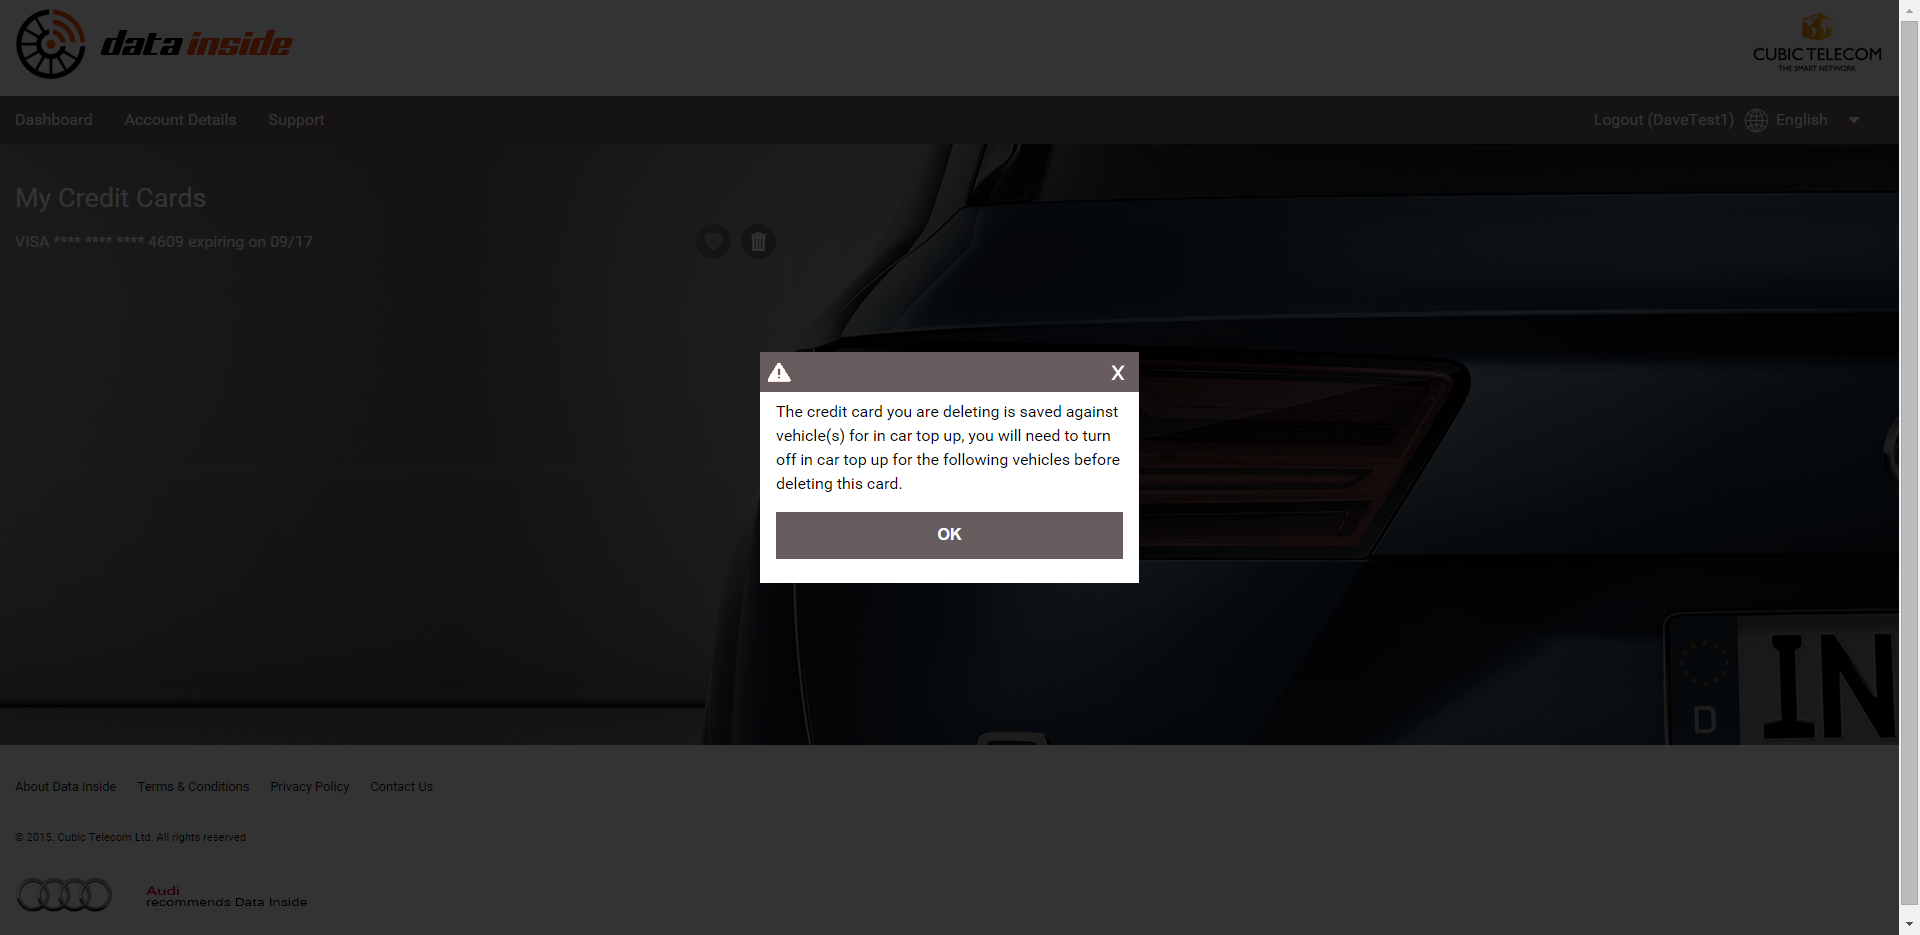 data inside
CUBIC TELECOM
THE SMART NETWORK
Dashboard Account Details Support
Logout (DaveTest1) English
My Credit Cards
VISA **** **** **** 4609 expiring on 09/17
X
The credit card you are deleting is saved against
vehicle(s) for in car top up, you will need to turn
off in car top up for the following vehicles before
deleting this card.
OK
D
IN
About Data Inside Terms & Conditions Privacy Policy Contact Us
© 2015. Cubic Telecom Ltd. All rights reserved
Audi
recommends Data Inside